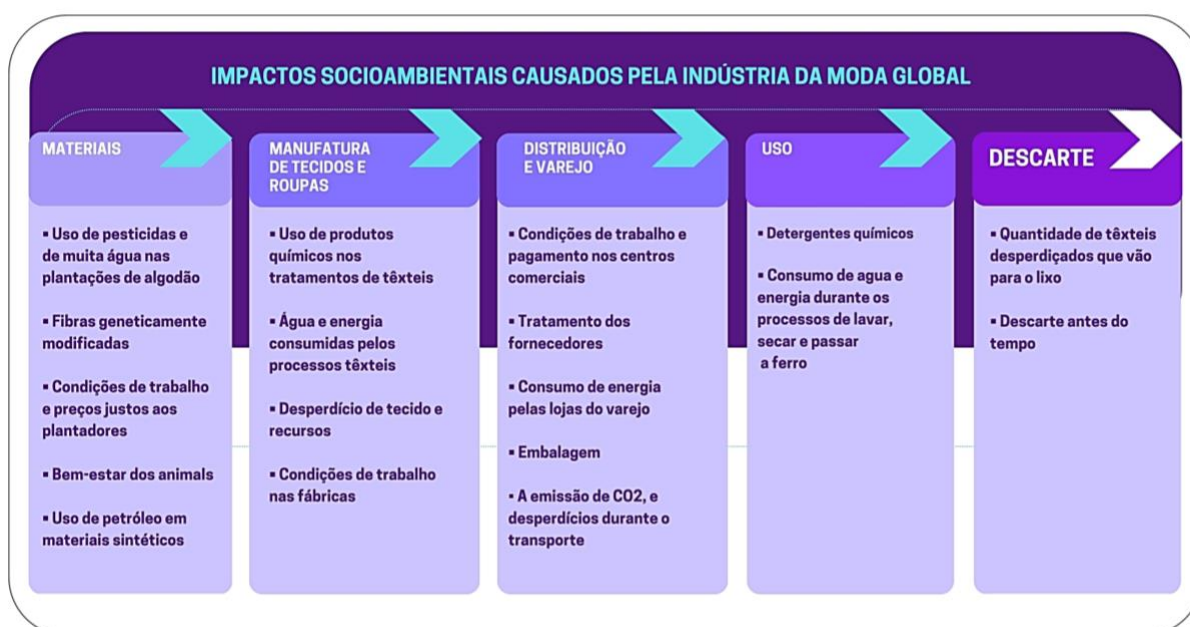 IMPACTOS SOCIOAMBIENTAIS CAUSADOS PELA INDÚSTRIA DA MODA GLOBAL
MATERIAIS
▪ Uso de pesticidas e
de muita água nas
plantações de algodão
▪ Fibras geneticamente
modificadas
▪ Condições de trabalho
e preços justos aos
plantadores
▪ Bem-estar dos animals
▪ Uso de petróleo em
materiais sintéticos
MANUFATURA
DE TECIDOS E
ROUPAS
▪ Uso de produtos
químicos nos
tratamentos de têxteis
▪ Água e energia
consumidas pelos
processos têxteis
▪ Desperdício de tecido e
recursos
▪ Condições de trabalho
nas fábricas
DISTRIBUIÇÃO
E VAREJO
▪ Condições de trabalho e
pagamento nos centros
comerciais
▪ Tratamento dos
fornecedores
▪ Consumo de energia
pelas lojas do varejo
▪ Embalagem
▪ A emissão de CO2, e
desperdícios durante o
transporte
USO
▪ Detergentes químicos
▪ Consumo de agua e
energia durante os
processos de lavar,
secar e passar
a ferro
DESCARTE
▪ Quantidade de têxteis
desperdiçados que vão
para o lixo
▪ Descarte antes do
tempo